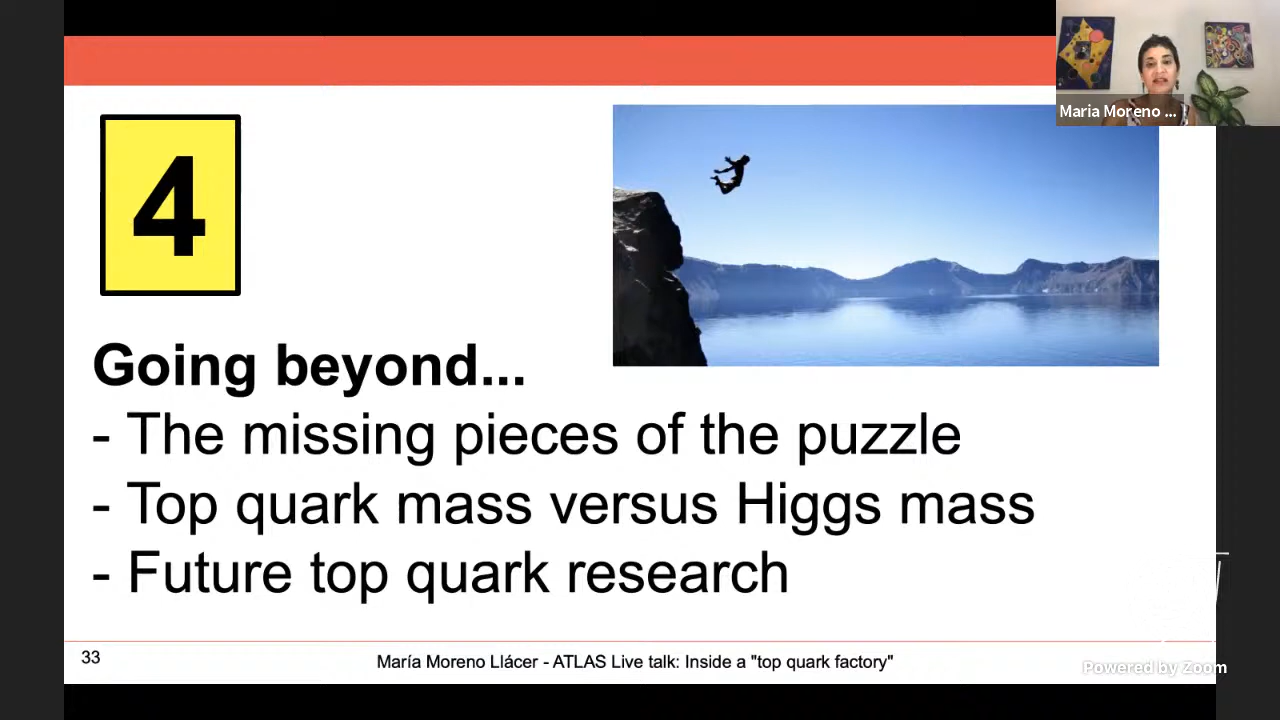 Maria Moreno ...
4
Going beyond...
- The missing pieces of the puzzle
- Top quark mass versus Higgs mass
- Future top quark research
33
María Moreno Llácer - ATLAS Live talk: Inside a "top quark factory"
Powered by Zoom